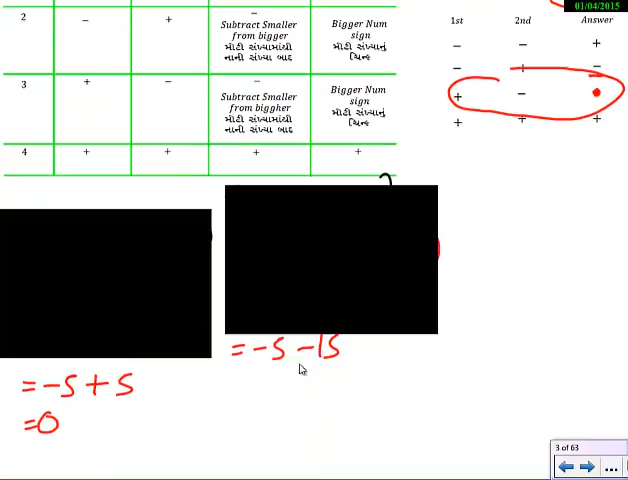 2 − + −
Subtract Smaller
from bigger
મોટી સંખ્યામાંથી
નાની સંખ્યા બાદ
Bigger Num
sign
મોટી સંખ્યાનું
ચિન્હ
3 + − −
Subtract Smaller
from biggher
મોટી સંખ્યામાંથી
નાની સંખ્યા બાદ
Bigger Num
sign
મોટી સંખ્યાનું
ચિન્હ
4 + + + +
01/04/2015
1st 2nd Answer
− − +
− + −
+ −
+ + +
= -5 -15
= -5 + 5
= 0
3 of 63
...